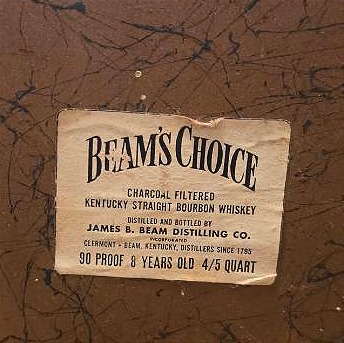 BEAM'S CHOICE
CHARCOAL FILTERED
KENTUCKY STRAIGHT BOURBON WHISKEY
DISTILLED AND BOTTLED BY
JAMES B. BEAM DISTILLING CO.
INCORPORATED
CLERMONT • BEAM, KENTUCKY, DISTILLERS SINCE 1795
90 PROOF 8 YEARS OLD 4/5 QUART